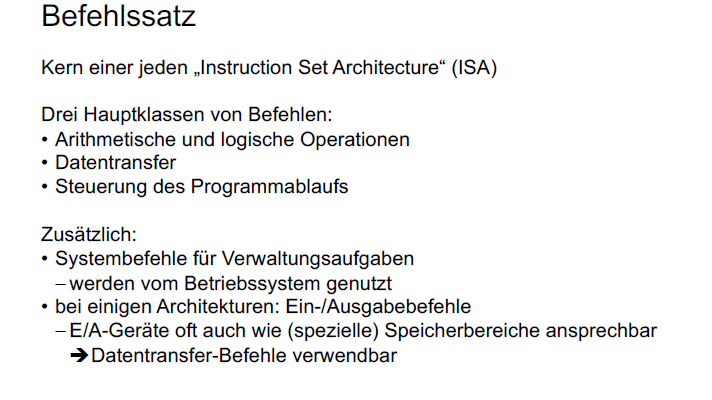 Befehlssatz
Kern einer jeden „Instruction Set Architecture“ (ISA)
Drei Hauptklassen von Befehlen:
• Arithmetische und logische Operationen
• Datentransfer
• Steuerung des Programmablaufs
Zusätzlich:
• Systembefehle für Verwaltungsaufgaben
– werden vom Betriebssystem genutzt
• bei einigen Architekturen: Ein-/Ausgabebefehle
– E/A-Geräte oft auch wie (spezielle) Speicherbereiche ansprechbar
➔ Datentransfer-Befehle verwendbar